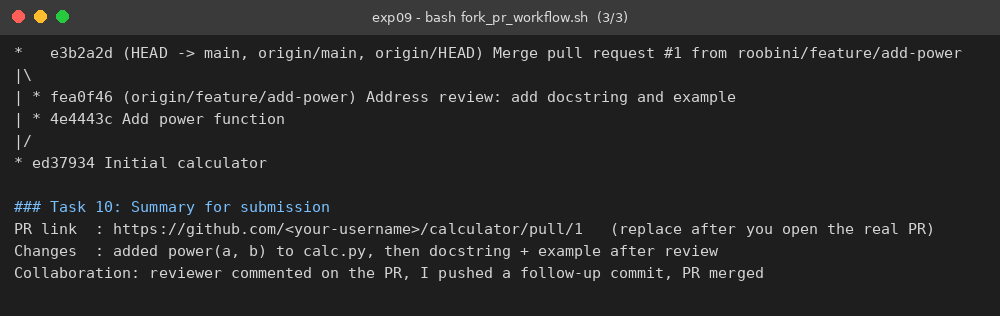 exp09 - bash fork_pr_workflow.sh  (3/3)
*   e3b2a2d (HEAD -> main, origin/main, origin/HEAD) Merge pull request #1 from roobini/feature/add-power
|\
| * fea0f46 (origin/feature/add-power) Address review: add docstring and example
| * 4e4443c Add power function
|/
* ed37934 Initial calculator
### Task 10: Summary for submission
PR link  : https://github.com/<your-username>/calculator/pull/1   (replace after you open the real PR)
Changes  : added power(a, b) to calc.py, then docstring + example after review
Collaboration: reviewer commented on the PR, I pushed a follow-up commit, PR merged